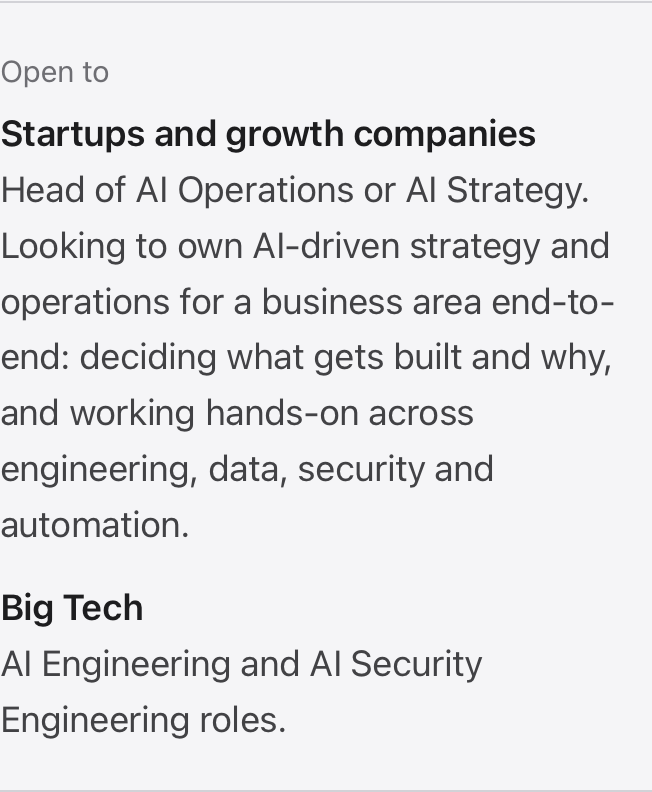 Open to
Startups and growth companies
Head of AI Operations or AI Strategy.
Looking to own AI-driven strategy and
operations for a business area end-to-
end: deciding what gets built and why,
and working hands-on across
engineering, data, security and
automation.
Big Tech
AI Engineering and AI Security
Engineering roles.